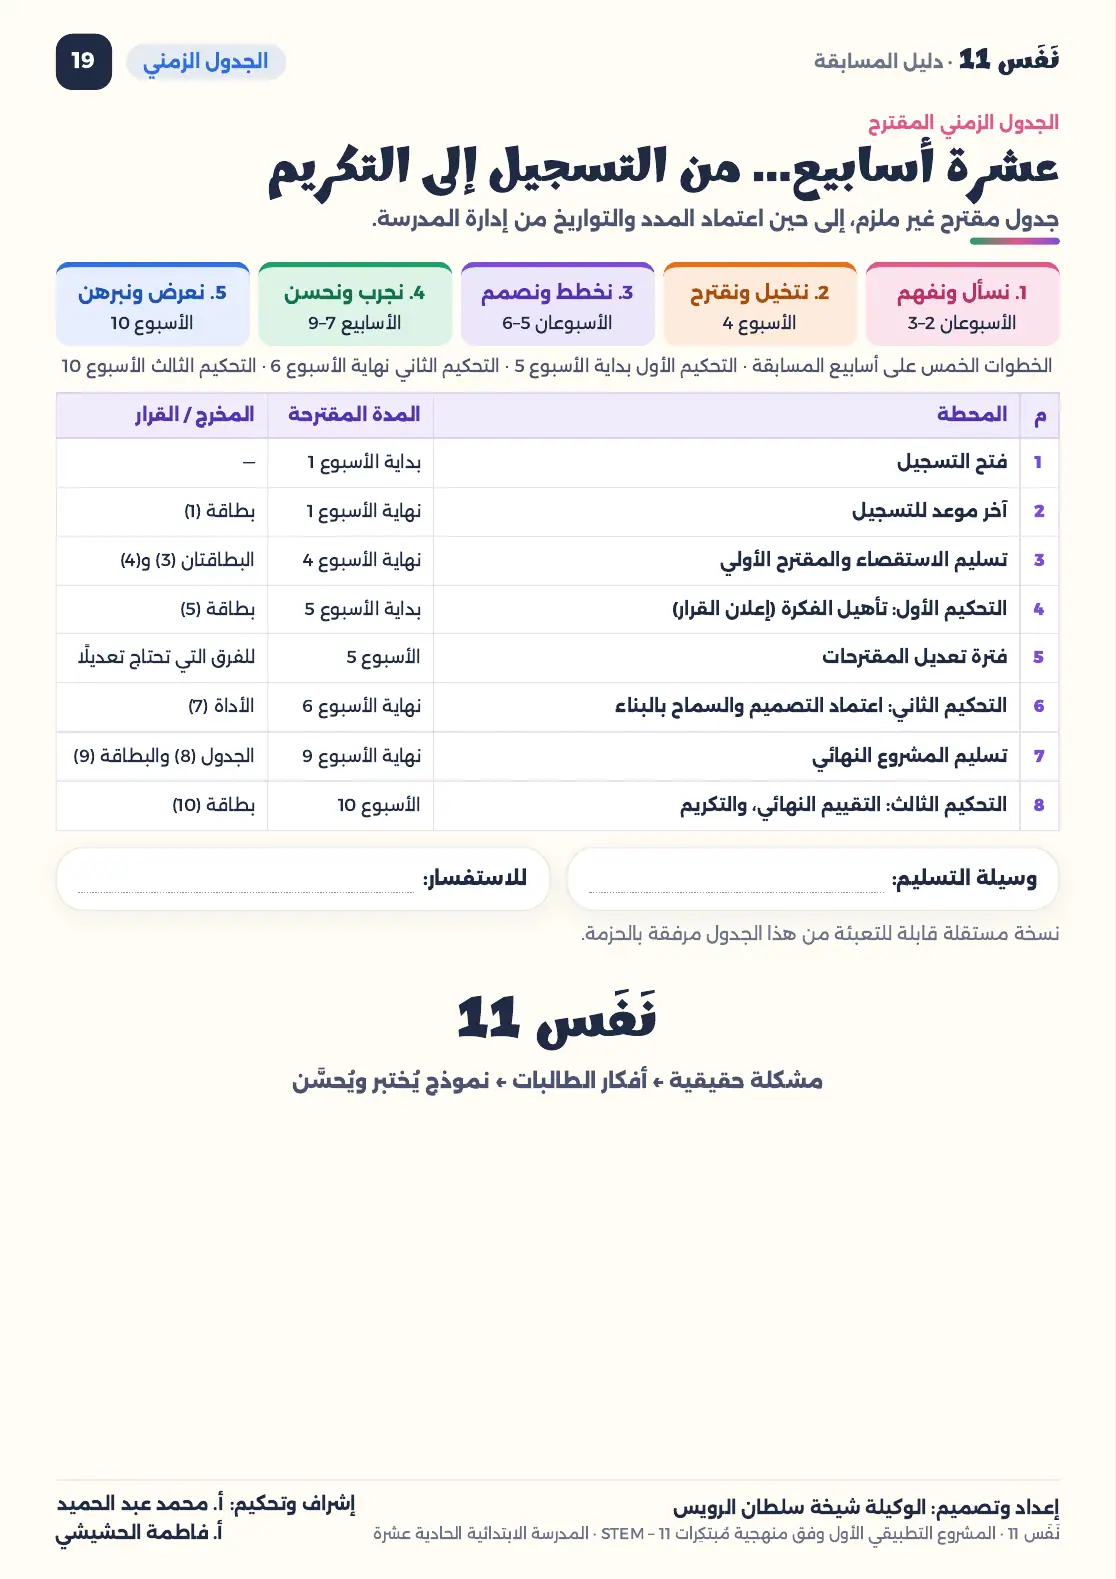 نَفَس 11 · دليل المسابقة
الجدول الزمني
19
الجدول الزمني المقترح
عشرة أسابيع... من التسجيل إلى التكريم
جدول مقترح غير ملزم، إلى حين اعتماد المدد والتواريخ من إدارة المدرسة.
1. نسأل ونفهم
الأسبوعان 2–3
2. نتخيل ونقترح
الأسبوع 4
3. نخطط ونصمم
الأسبوعان 5–6
4. نجرب ونحسن
الأسابيع 7–9
5. نعرض ونبرهن
الأسبوع 10
الخطوات الخمس على أسابيع المسابقة · التحكيم الأول بداية الأسبوع 5 · التحكيم الثاني نهاية الأسبوع 6 · التحكيم الثالث الأسبوع 10
م المحطة المدة المقترحة المخرج / القرار
1 فتح التسجيل بداية الأسبوع 1 —
2 آخر موعد للتسجيل نهاية الأسبوع 1 بطاقة (1)
3 تسليم الاستقصاء والمقترح الأولي نهاية الأسبوع 4 البطاقتان (3) و(4)
4 التحكيم الأول: تأهيل الفكرة (إعلان القرار) بداية الأسبوع 5 بطاقة (5)
5 فترة تعديل المقترحات الأسبوع 5 للفرق التي تحتاج تعديلًا
6 التحكيم الثاني: اعتماد التصميم والسماح بالبناء نهاية الأسبوع 6 الأداة (7)
7 تسليم المشروع النهائي نهاية الأسبوع 9 الجدول (8) والبطاقة (9)
8 التحكيم الثالث: التقييم النهائي، والتكريم الأسبوع 10 بطاقة (10)
وسيلة التسليم:
للاستفسار:
نسخة مستقلة قابلة للتعبئة من هذا الجدول مرفقة بالحزمة.
نَفَس 11
مشكلة حقيقية ← أفكار الطالبات ← نموذج يُختبر ويُحسَّن
إعداد وتصميم: الوكيلة شيخة سلطان الرويس
نَفَس 11 · المشروع التطبيقي الأول وفق منهجية مُبتكِرات 11 – STEM · المدرسة الابتدائية الحادية عشرة
إشراف وتحكيم: أ. محمد عبد الحميد
أ. فاطمة الحشيشي